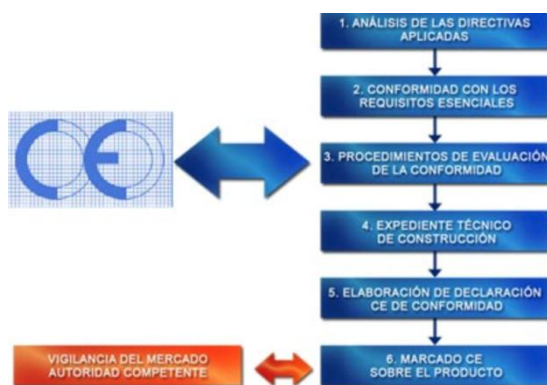 1. ANÁLISIS DE LAS DIRECTIVAS
APLICADAS
2. CONFORMIDAD CON LOS
REQUISITOS ESENCIALES
CE
3. PROCEDIMIENTOS DE EVALUACIÓN
DE LA CONFORMIDAD
4. EXPEDIENTE TÉCNICO
DE CONSTRUCCIÓN
5. ELABORACIÓN DE DECLARACIÓN
CE DE CONFORMIDAD
VIGILANCIA DEL MERCADO
AUTORIDAD COMPETENTE
6. MARCADO CE
SOBRE EL PRODUCTO